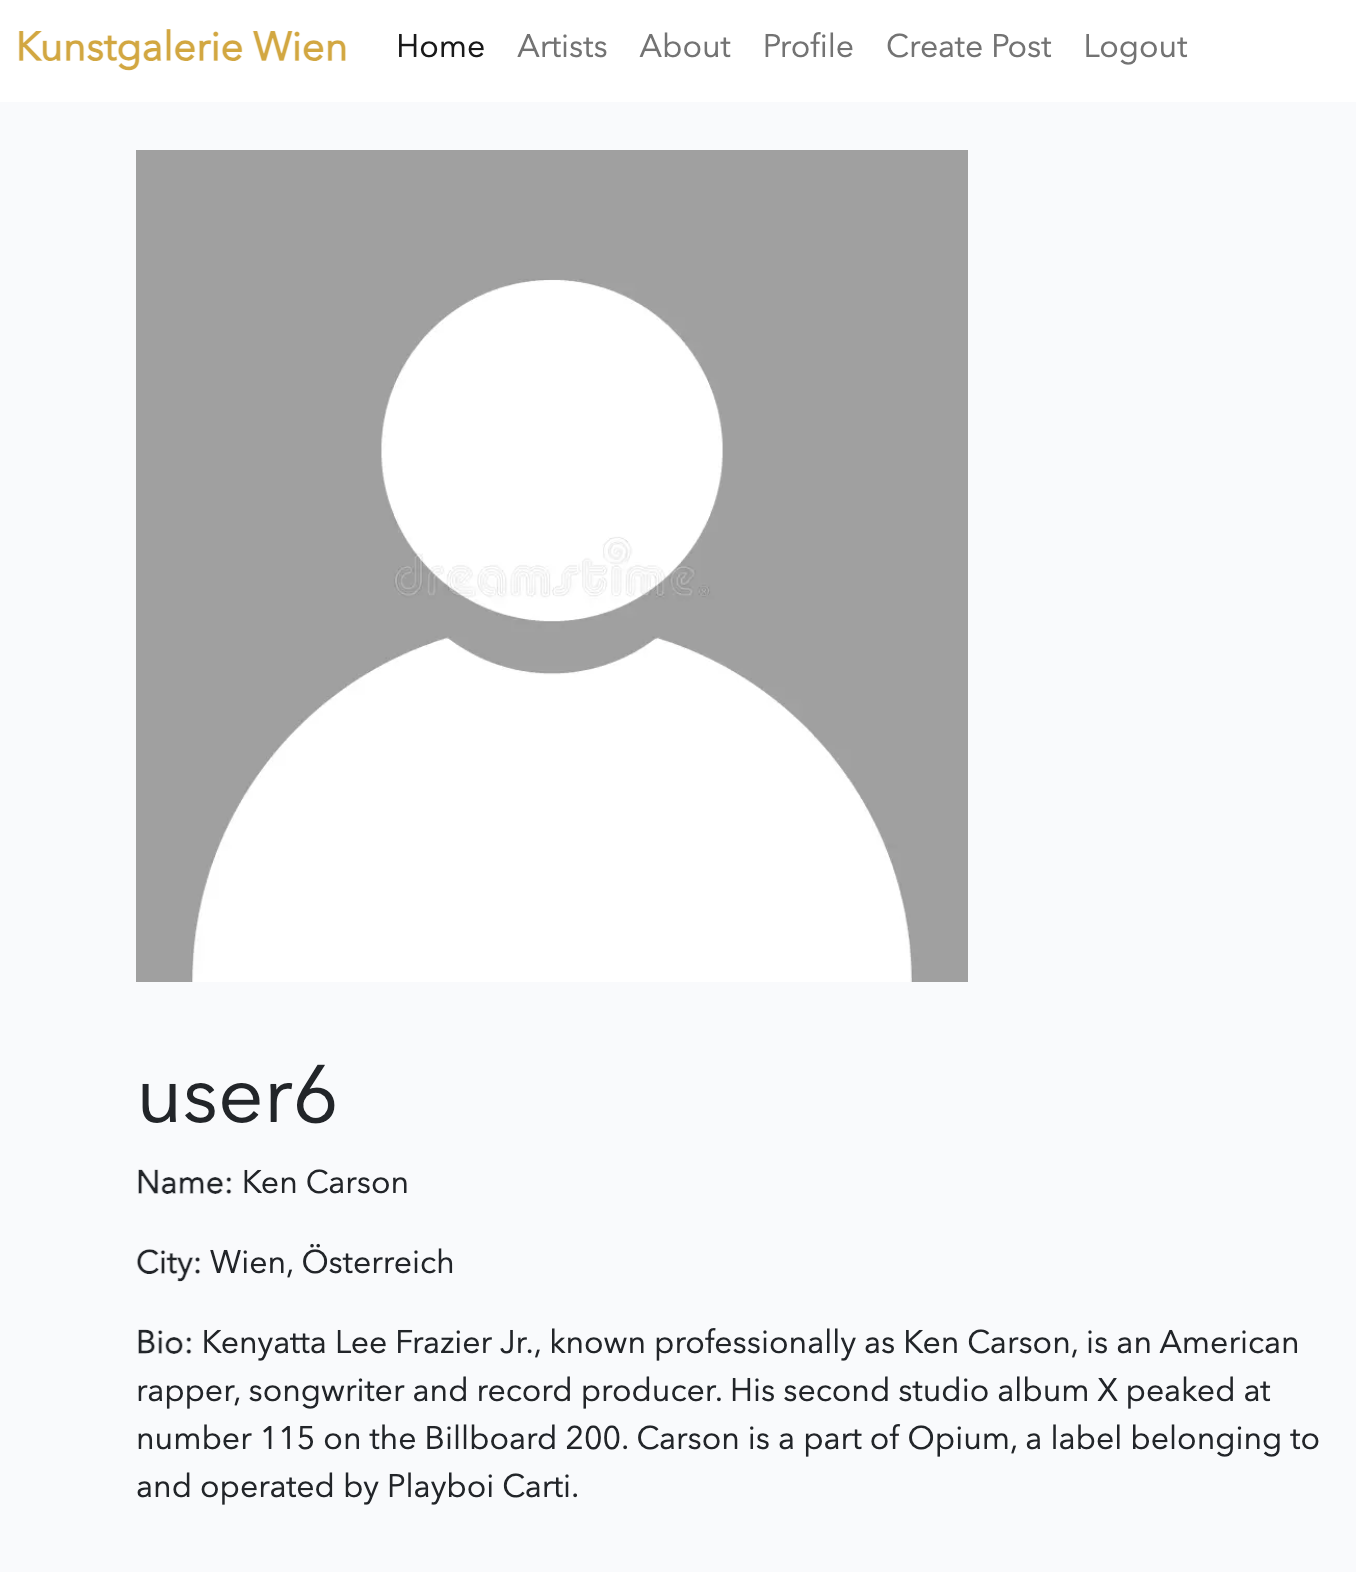 Kunstgalerie Wien Home Artists About Profile Create Post Logout
dreamstime
user6
Name: Ken Carson
City: Wien, Österreich
Bio: Kenyatta Lee Frazier Jr., known professionally as Ken Carson, is an American
rapper, songwriter and record producer. His second studio album X peaked at
number 115 on the Billboard 200. Carson is a part of Opium, a label belonging to
and operated by Playboi Carti.